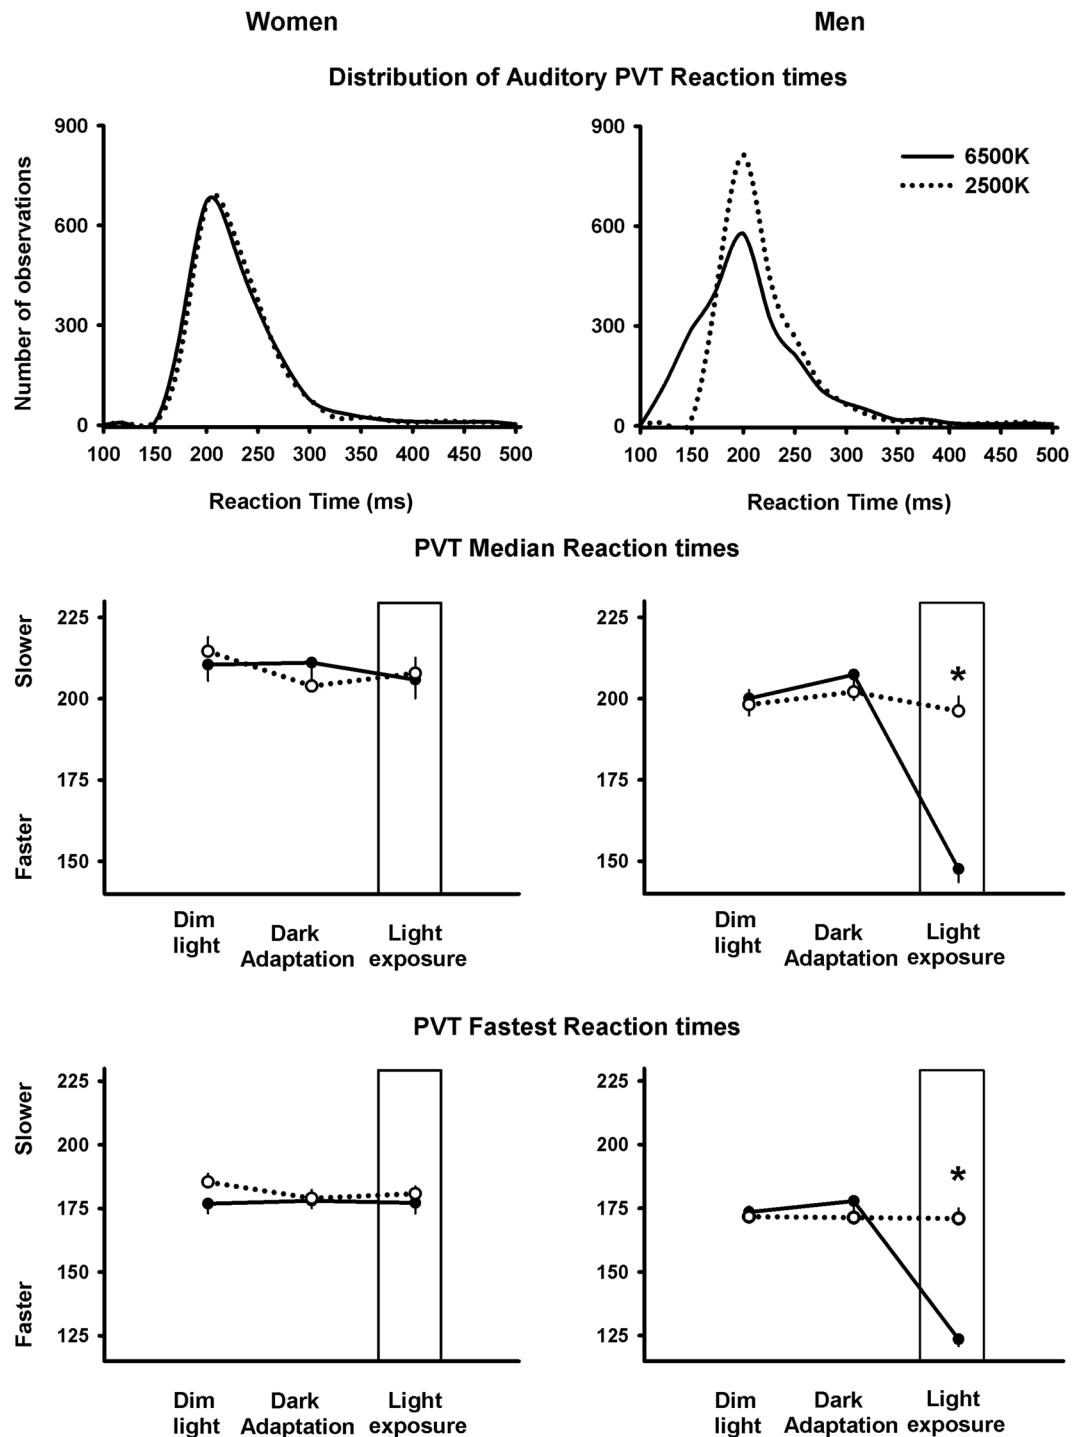 Women Men
Distribution of Auditory PVT Reaction times
Number of observations
900
600
300
0
100 150 200 250 300 350 400 450 500
Reaction Time (ms)
900
600
300
0
6500K
2500K
100 150 200 250 300 350 400 450 500
Reaction Time (ms)
PVT Median Reaction times
Slower
Faster
225
200
175
150
Dim light
Dark Adaptation
Light exposure
225
200
175
150
*
Dim light
Dark Adaptation
Light exposure
PVT Fastest Reaction times
Slower
Faster
225
200
175
150
125
Dim light
Dark Adaptation
Light exposure
225
200
175
150
125
*
Dim light
Dark Adaptation
Light exposure